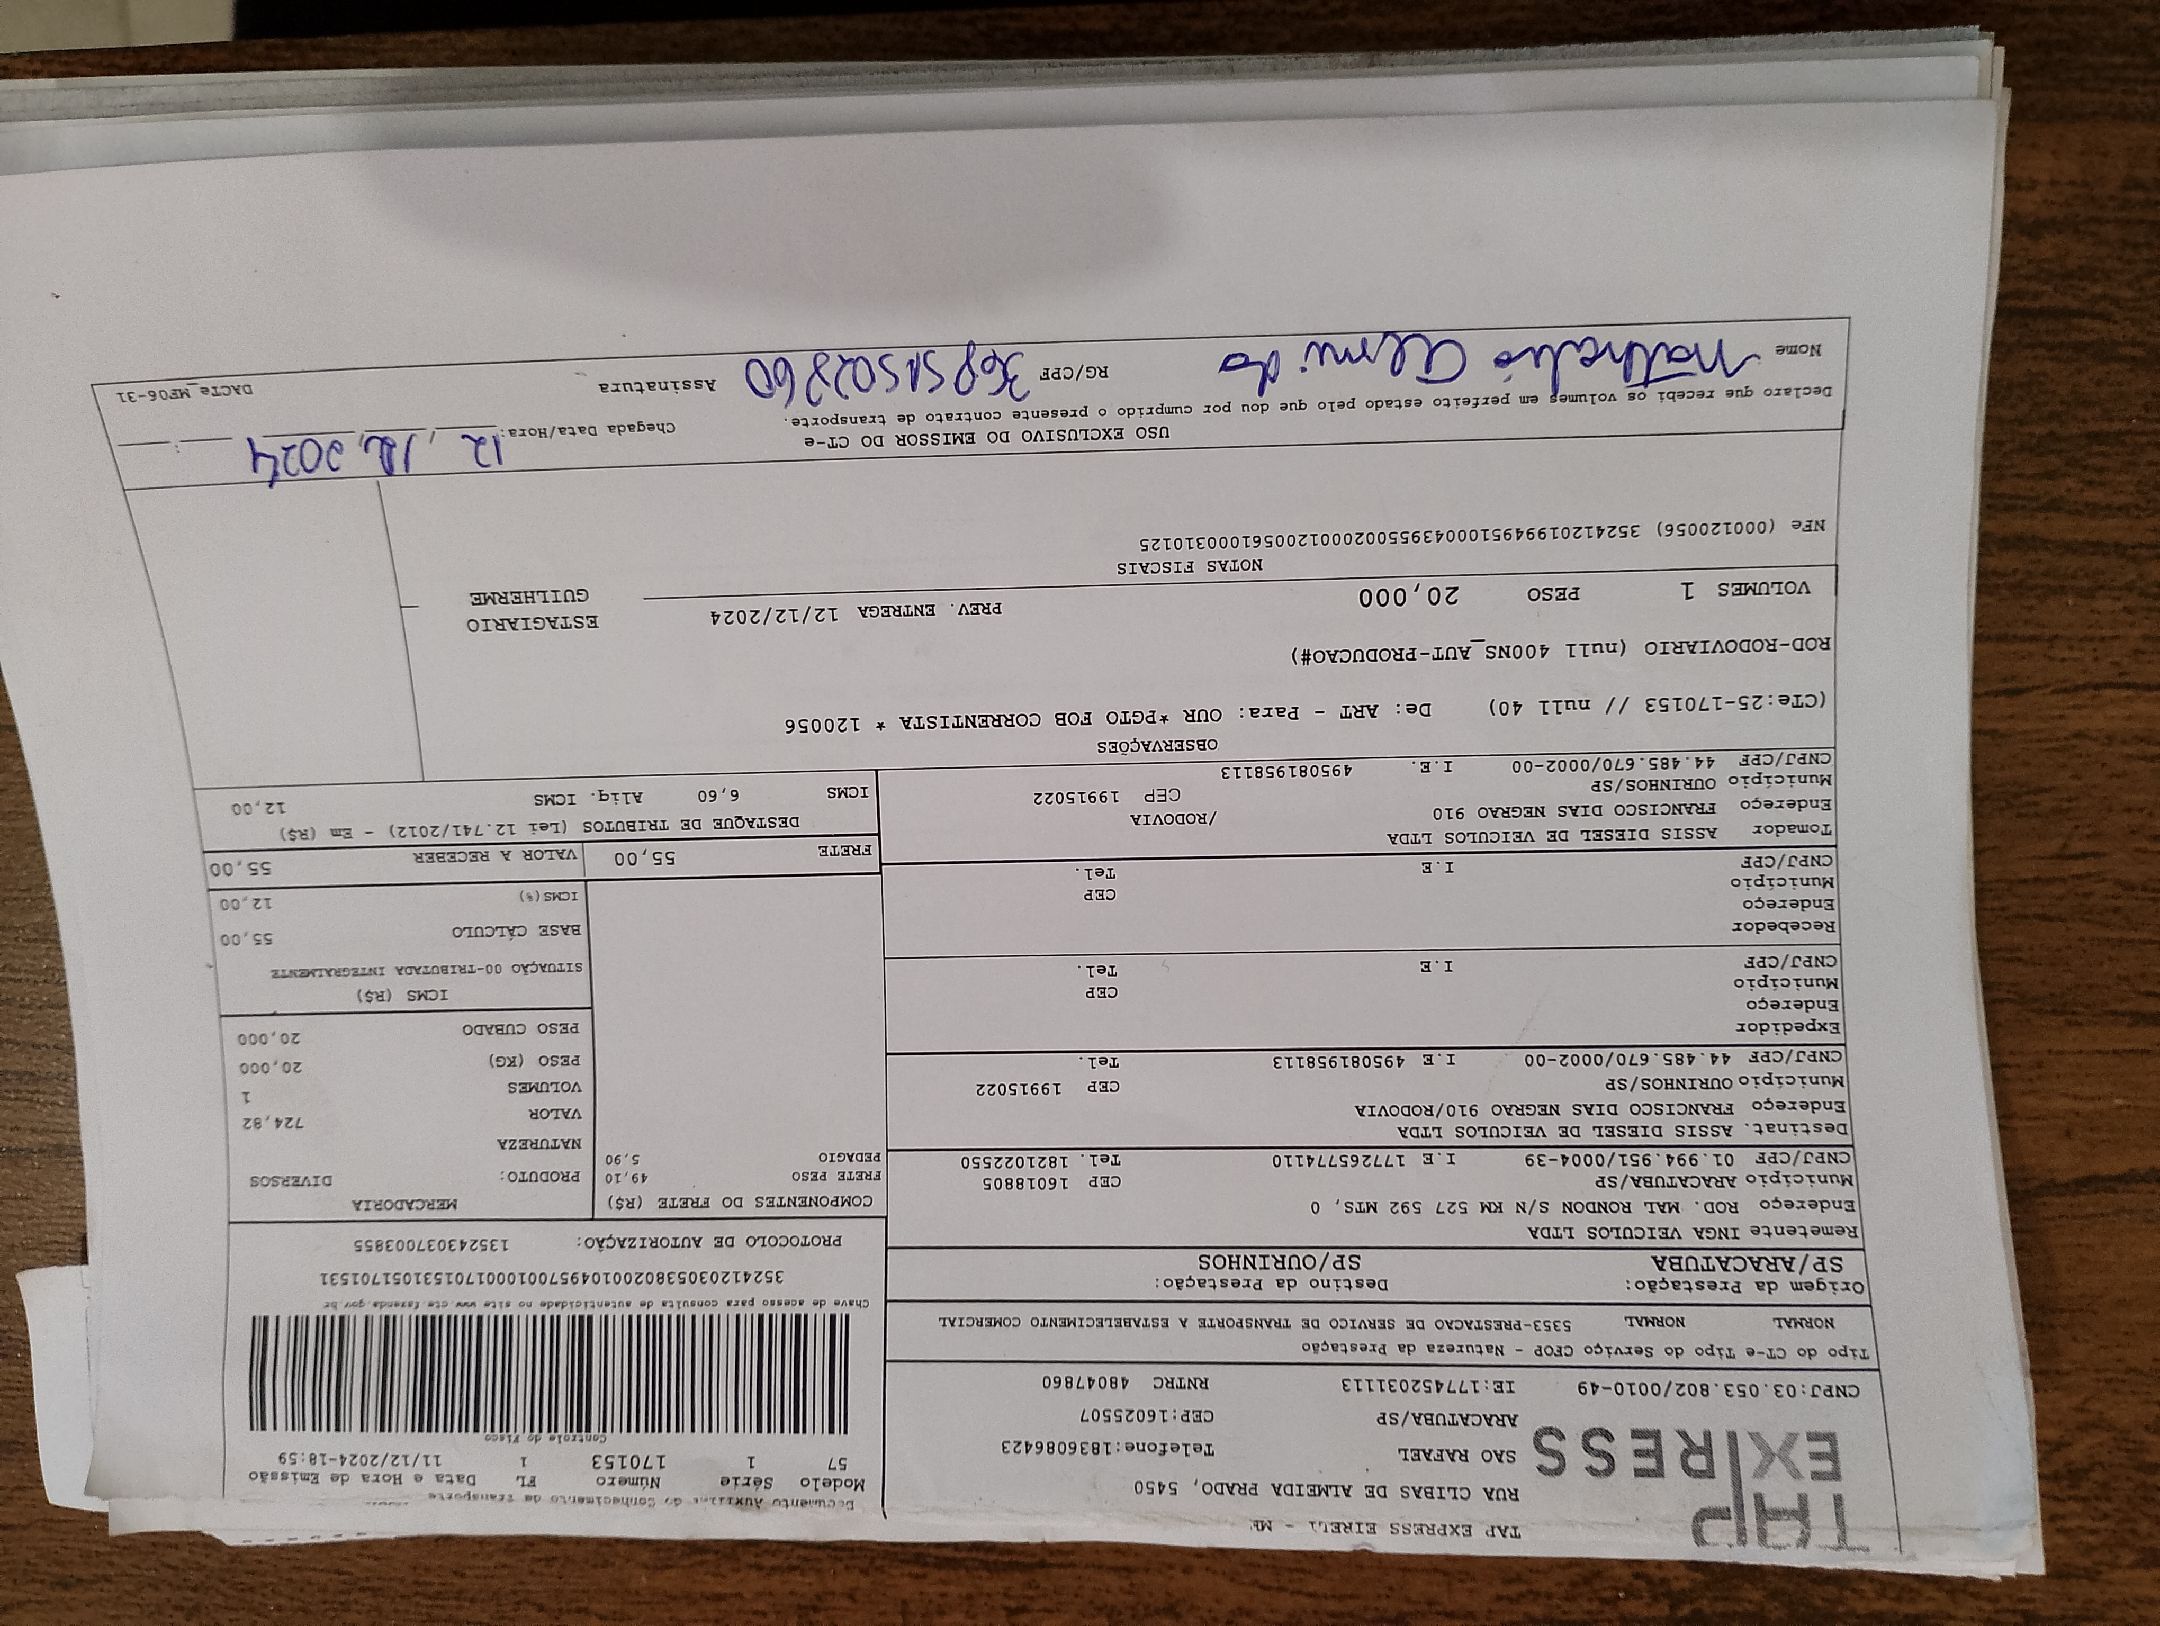 TAP EXPRESS
TAP EXPRESS EIRELI - ME
RUA CLIBAS DE ALMEIDA PRADO, 5450
SAO RAFAEL Telefone:1836086423
ARACATUBA/SP CEP:16025507
CNPJ:03.053.802/0010-49 IE:177452031113 RNTRC 48047860
Documento Auxiliar do Conhecimento de Transporte
Modelo Série Número FL Data e Hora de Emissão
57 1 170153 1 11/12/2024-18:59
Controle do Fisco
Chave de acesso para consulta de autenticidade no site www.cte.fazenda.gov.br
35241203053802001049570010001701531051701531
PROTOCOLO DE AUTORIZAÇÃO: 135243037003855
Tipo do CT-e Tipo do Serviço CFOP - Natureza da Prestação
NORMAL NORMAL 5353-PRESTACAO DE SERVICO DE TRANSPORTE A ESTABELECIMENTO COMERCIAL
Origem da Prestação: Destino da Prestação:
SP/ARACATUBA SP/OURINHOS
Remetente INGA VEICULOS LTDA
Endereço ROD. MAL RONDON S/N KM 527 592 MTS, 0
Município ARACATUBA/SP CEP 16018805
CNPJ/CPF 01.994.951/0004-39 I.E 177265774110 Tel. 1821022550
Destinat. ASSIS DIESEL DE VEICULOS LTDA
Endereço FRANCISCO DIAS NEGRAO 910/RODOVIA
Município OURINHOS/SP CEP 19915022
CNPJ/CPF 44.485.670/0002-00 I.E 495081958113 Tel.
Expedidor
Endereço
Município CEP
CNPJ/CPF I.E Tel.
Recebedor
Endereço
Município CEP
CNPJ/CPF I.E Tel.
Tomador ASSIS DIESEL DE VEICULOS LTDA
Endereço FRANCISCO DIAS NEGRAO 910 /RODOVIA
Município OURINHOS/SP CEP 19915022
CNPJ/CPF 44.485.670/0002-00 I.E. 495081958113
COMPONENTES DO FRETE (R$)
FRETE PESO 49,10
PEDAGIO 5,90
MERCADORIA
PRODUTO: DIVERSOS
NATUREZA
VALOR 724,82
VOLUMES 1
PESO (KG) 20,000
PESO CUBADO 20,000
ICMS (R$)
SITUAÇÃO 00-TRIBUTADA INTEGRALMENTE
BASE CÁLCULO 55,00
ICMS(%) 12,00
FRETE 55,00 VALOR A RECEBER 55,00
DESTAQUE DE TRIBUTOS (Lei 12.741/2012) - Em (R$)
ICMS 6,60 Aliq. ICMS 12,00
OBSERVAÇÕES
(CTe:25-170153 // null 40) De: ART - Para: OUR *PGTO FOB CORRENTISTA * 120056
ROD-RODOVIARIO (null 400NS_AUT-PRODUCAO#)
VOLUMES 1 PESO 20,000 PREV. ENTREGA 12/12/2024
ESTAGIARIO
GUILHERME
NOTAS FISCAIS
NFe (000120056) 35241201994951000439550020001200561000310125
USO EXCLUSIVO DO EMISSOR DO CT-e
Chegada Data/Hora: 12, 12, 2024 :
Declaro que recebi os volumes em perfeito estado pelo que dou por cumprido o presente contrato de transporte.
Nome RG/CPF 36851502860 Assinatura
DACTe_MF06-31